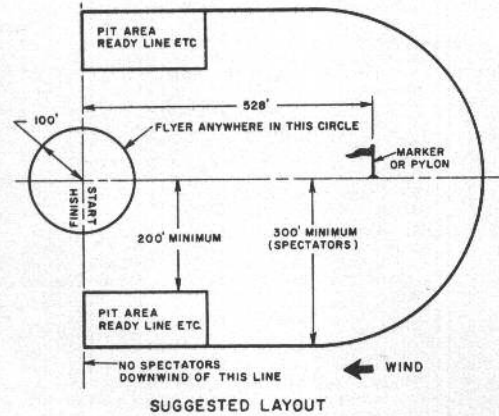 PIT AREA
READY LINE ETC
528'
100'
FLYER ANYWHERE IN THIS CIRCLE
MARKER
OR PYLON
FINISH
START
200' MINIMUM
300' MINIMUM
(SPECTATORS)
PIT AREA
READY LINE ETC.
NO SPECTATORS
DOWNWIND OF THIS LINE
WIND
SUGGESTED LAYOUT